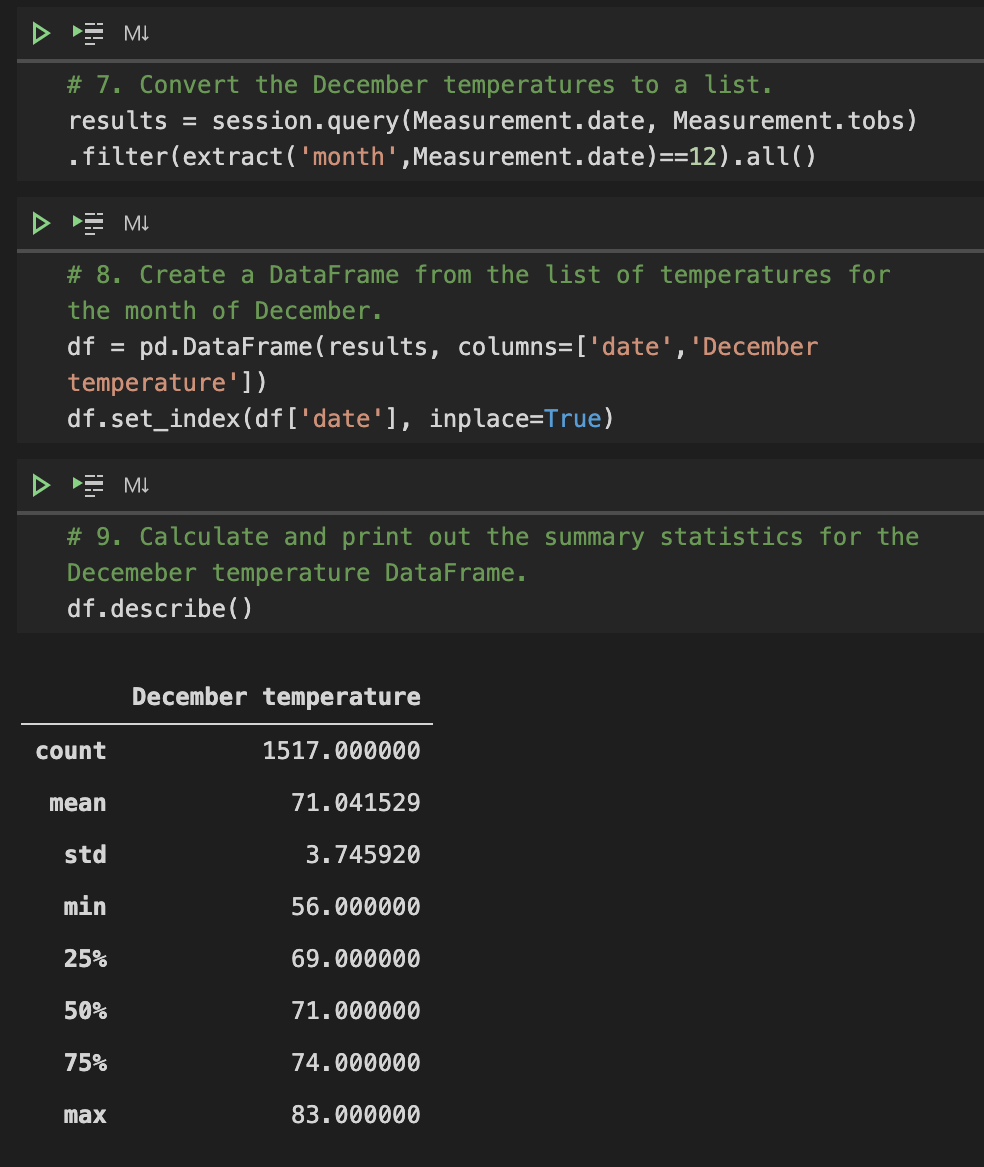 M↓
# 7. Convert the December temperatures to a list.
results = session.query(Measurement.date, Measurement.tobs)
.filter(extract('month',Measurement.date)==12).all()
M↓
# 8. Create a DataFrame from the list of temperatures for
the month of December.
df = pd.DataFrame(results, columns=['date','December
temperature'])
df.set_index(df['date'], inplace=True)
M↓
# 9. Calculate and print out the summary statistics for the
Decemeber temperature DataFrame.
df.describe()
December temperature
count 1517.000000
mean 71.041529
std 3.745920
min 56.000000
25% 69.000000
50% 71.000000
75% 74.000000
max 83.000000